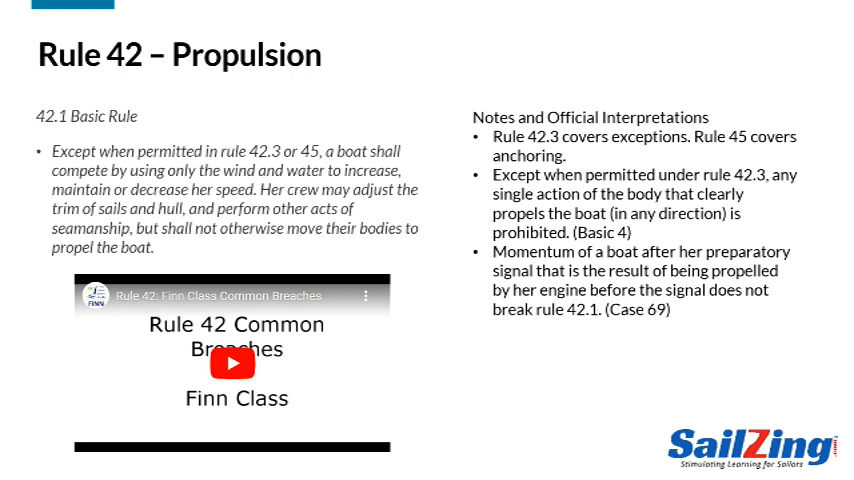 Rule 42 – Propulsion
42.1 Basic Rule
• Except when permitted in rule 42.3 or 45, a boat shall
compete by using only the wind and water to increase,
maintain or decrease her speed. Her crew may adjust the
trim of sails and hull, and perform other acts of
seamanship, but shall not otherwise move their bodies to
propel the boat.
FINN
Rule 42: Finn Class Common Breaches
Rule 42 Common
Breaches
Finn Class
Notes and Official Interpretations
• Rule 42.3 covers exceptions. Rule 45 covers
anchoring.
• Except when permitted under rule 42.3, any
single action of the body that clearly
propels the boat (in any direction) is
prohibited. (Basic 4)
• Momentum of a boat after her preparatory
signal that is the result of being propelled
by her engine before the signal does not
break rule 42.1. (Case 69)
SailZing
Stimulating Learning for Sailors